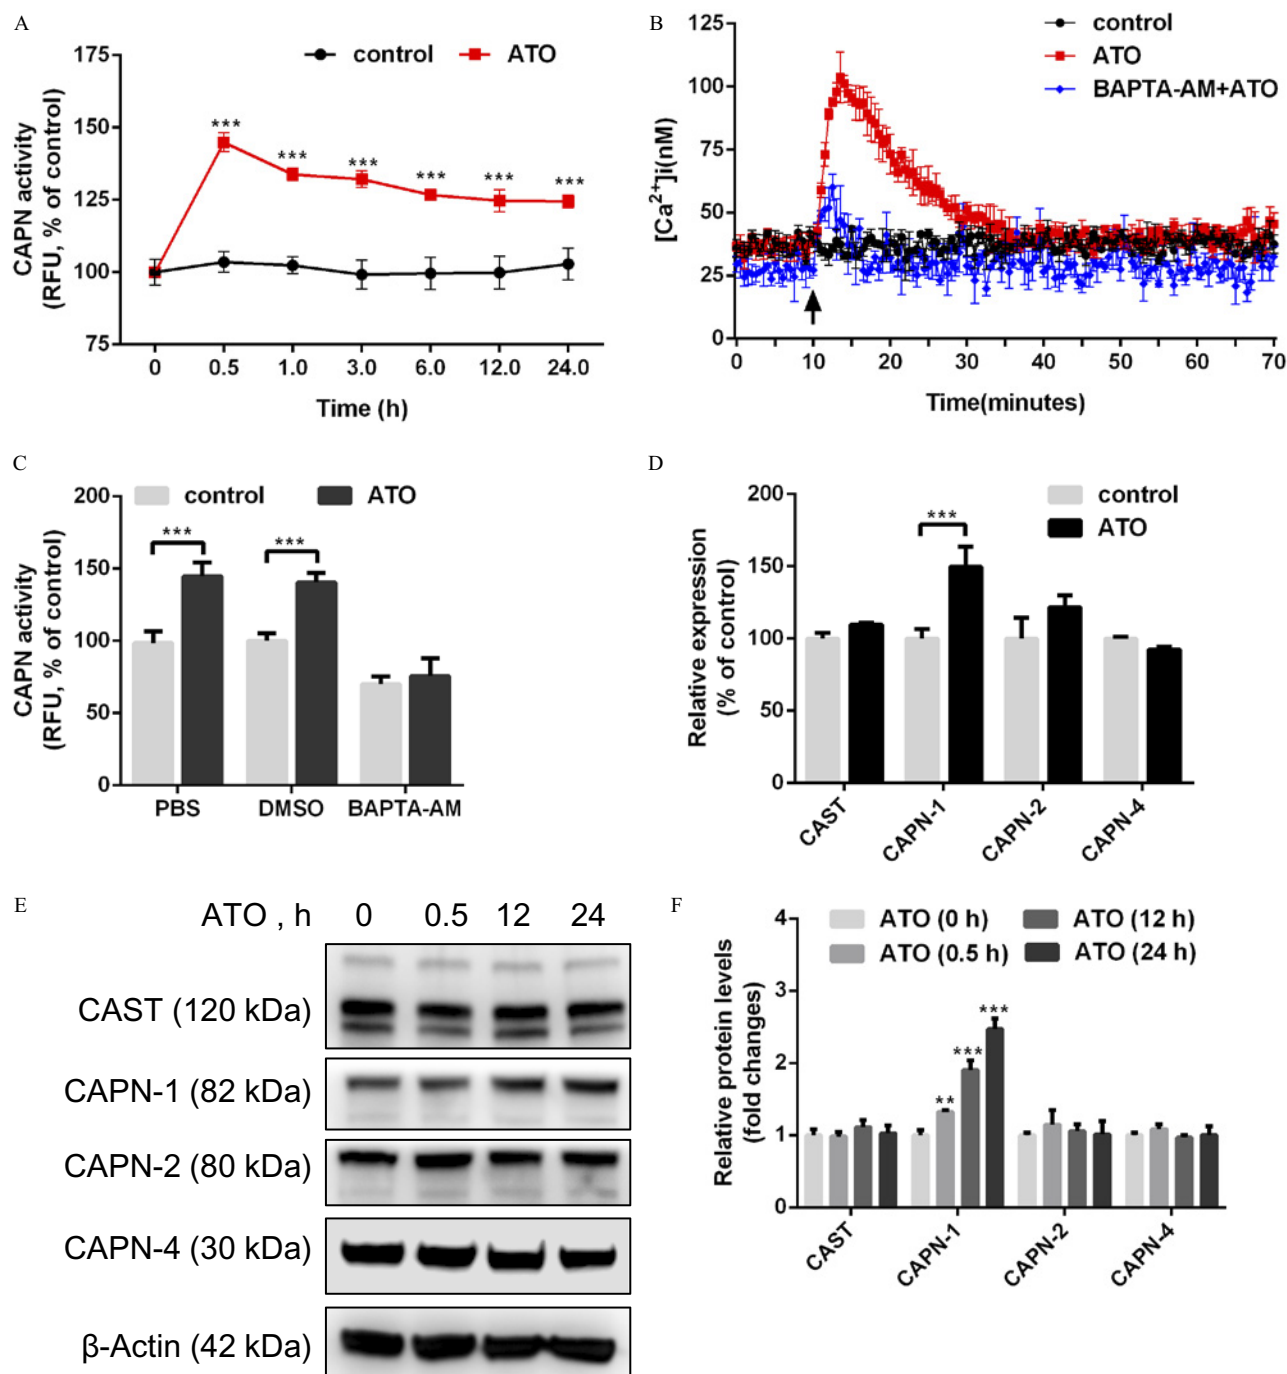 A
control
ATO
175
150
125
100
75
CAPN activity
(RFU, % of control)
***
***
***
***
***
***
0
0.5
1.0
3.0
6.0
12.0
24.0
Time (h)
B
control
ATO
BAPTA-AM+ATO
125
100
75
50
25
0
[Ca2+]i(nM)
0
10
20
30
40
50
60
70
Time(minutes)
C
control
ATO
200
150
100
50
0
CAPN activity
(RFU, % of control)
***
***
PBS
DMSO
BAPTA-AM
D
control
ATO
200
150
100
50
0
Relative expression
(% of control)
***
CAST
CAPN-1
CAPN-2
CAPN-4
E
ATO , h 0 0.5 12 24
CAST (120 kDa)
CAPN-1 (82 kDa)
CAPN-2 (80 kDa)
CAPN-4 (30 kDa)
β-Actin (42 kDa)
F
ATO (0 h)
ATO (12 h)
ATO (0.5 h)
ATO (24 h)
4
3
2
1
0
Relative protein levels
(fold changes)
**
***
***
CAST
CAPN-1
CAPN-2
CAPN-4